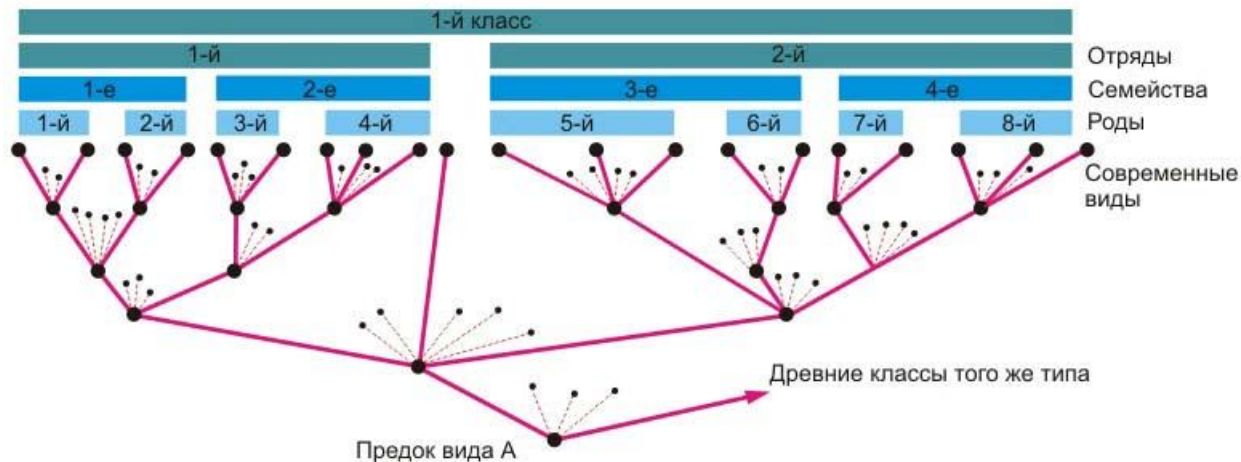 1-й класс
1-й 2-й Отряды
1-е 2-е 3-е 4-е Семейства
1-й 2-й 3-й 4-й 5-й 6-й 7-й 8-й Роды
Современные
виды
Древние классы того же типа
Предок вида А